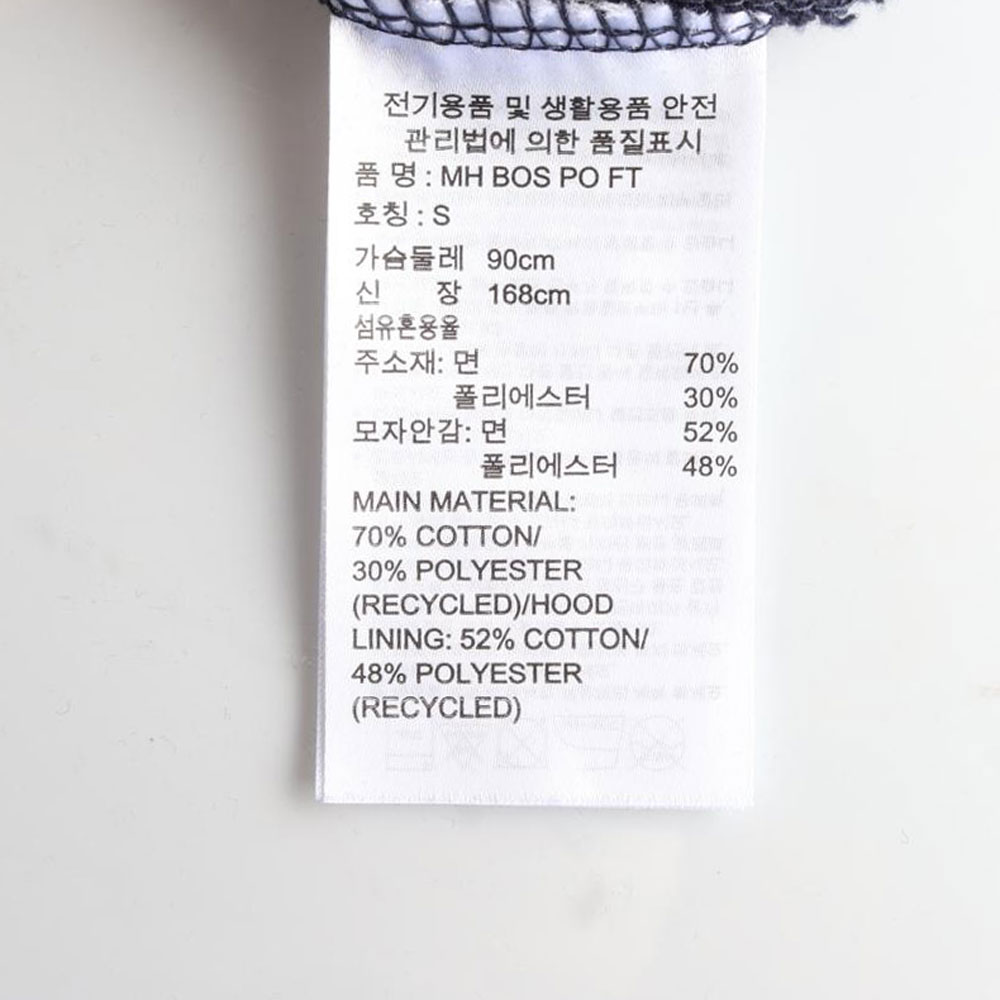 전기용품 및 생활용품 안전
관리법에 의한 품질표시
품 명 : MH BOS PO FT
호칭 : S
가슴둘레 90cm
신 장 168cm
섬유혼용율
주소재: 면 70%
폴리에스터 30%
모자안감: 면 52%
폴리에스터 48%
MAIN MATERIAL:
70% COTTON/
30% POLYESTER
(RECYCLED)/HOOD
LINING: 52% COTTON/
48% POLYESTER
(RECYCLED)